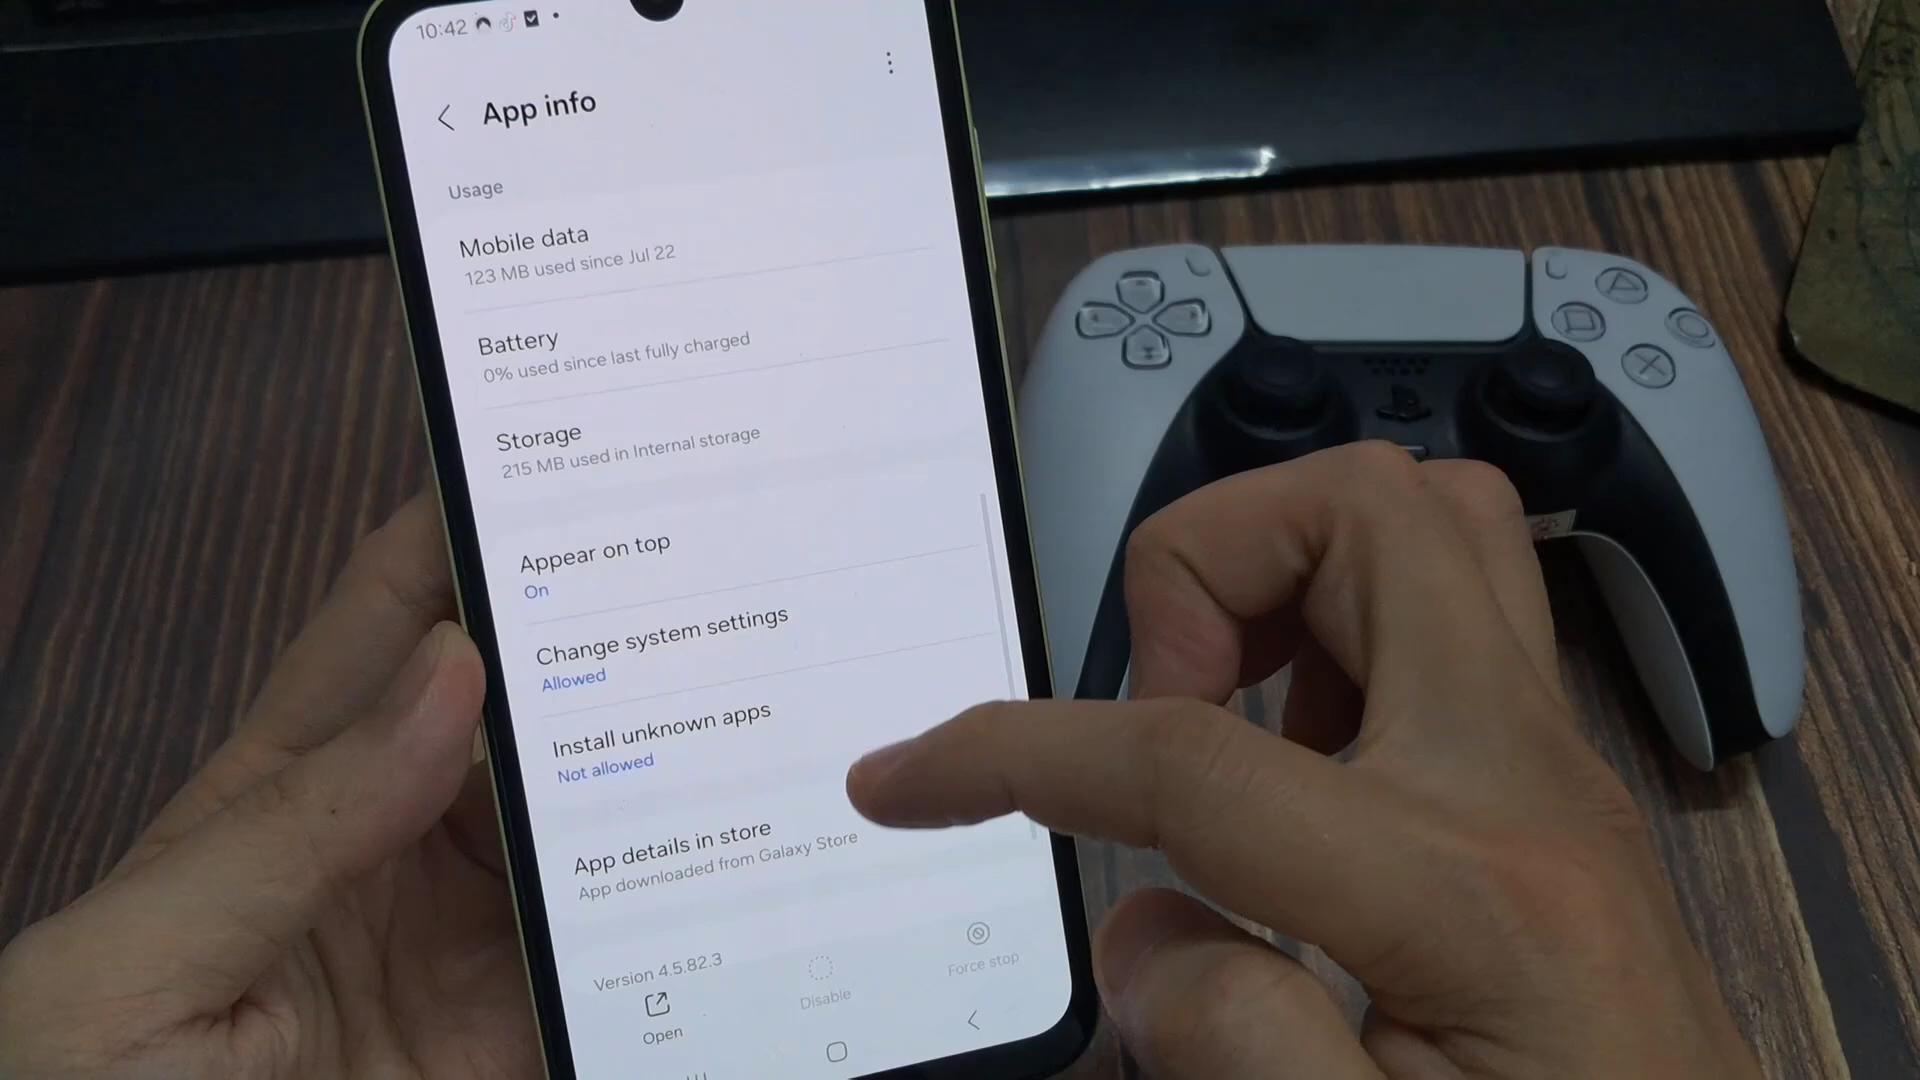 10:42
App info
Usage
Mobile data
123 MB used since Jul 22
Battery
0% used since last fully charged
Storage
215 MB used in Internal storage
Appear on top
On
Change system settings
Allowed
Install unknown apps
Not allowed
App details in store
App downloaded from Galaxy Store
Version 4.5.82.3
Open
Disable
Force stop